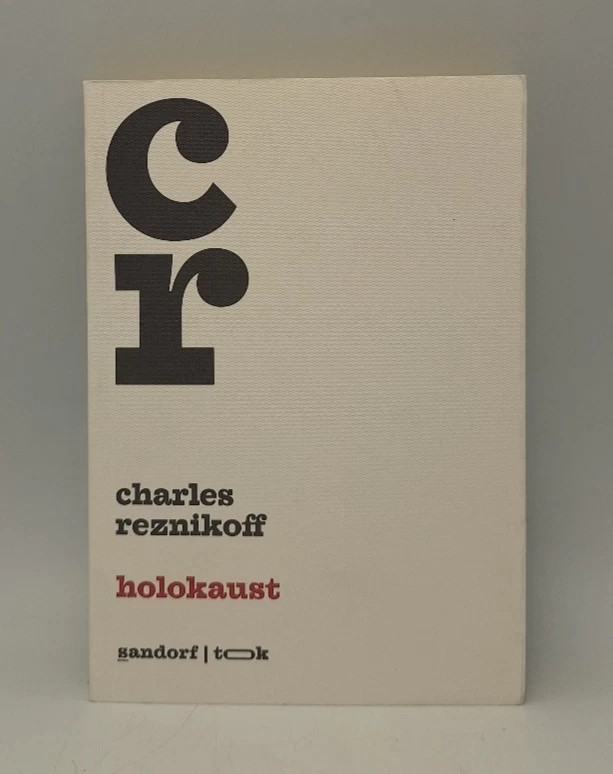 c
r
charles
reznikoff
holokaust
sandorf | took